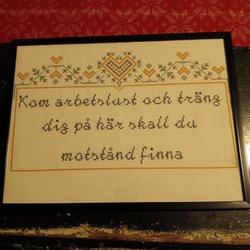 Kom arbetslust och träng
dig på här skall du
motstånd finna